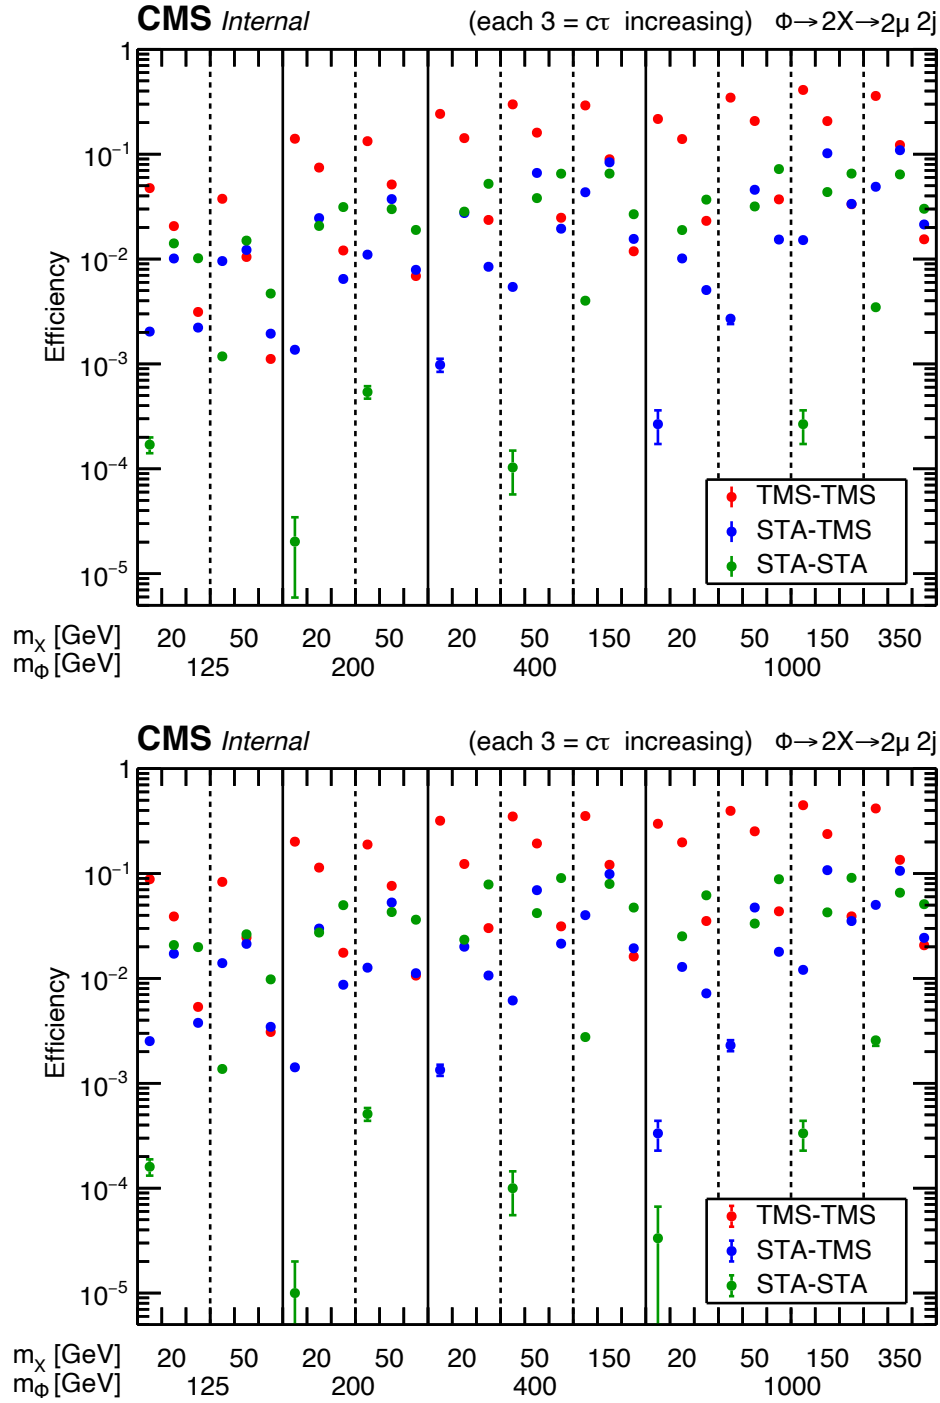 CMS Internal (each 3 = cτ increasing) Φ→2X→2μ 2j
1
10⁻¹
10⁻²
10⁻³
10⁻⁴
10⁻⁵
Efficiency
TMS-TMS
STA-TMS
STA-STA
m_X [GeV] 20 50 20 50 20 50 150 20 50 150 350
m_Φ [GeV] 125 200 400 1000
CMS Internal (each 3 = cτ increasing) Φ→2X→2μ 2j
1
10⁻¹
10⁻²
10⁻³
10⁻⁴
10⁻⁵
Efficiency
TMS-TMS
STA-TMS
STA-STA
m_X [GeV] 20 50 20 50 20 50 150 20 50 150 350
m_Φ [GeV] 125 200 400 1000